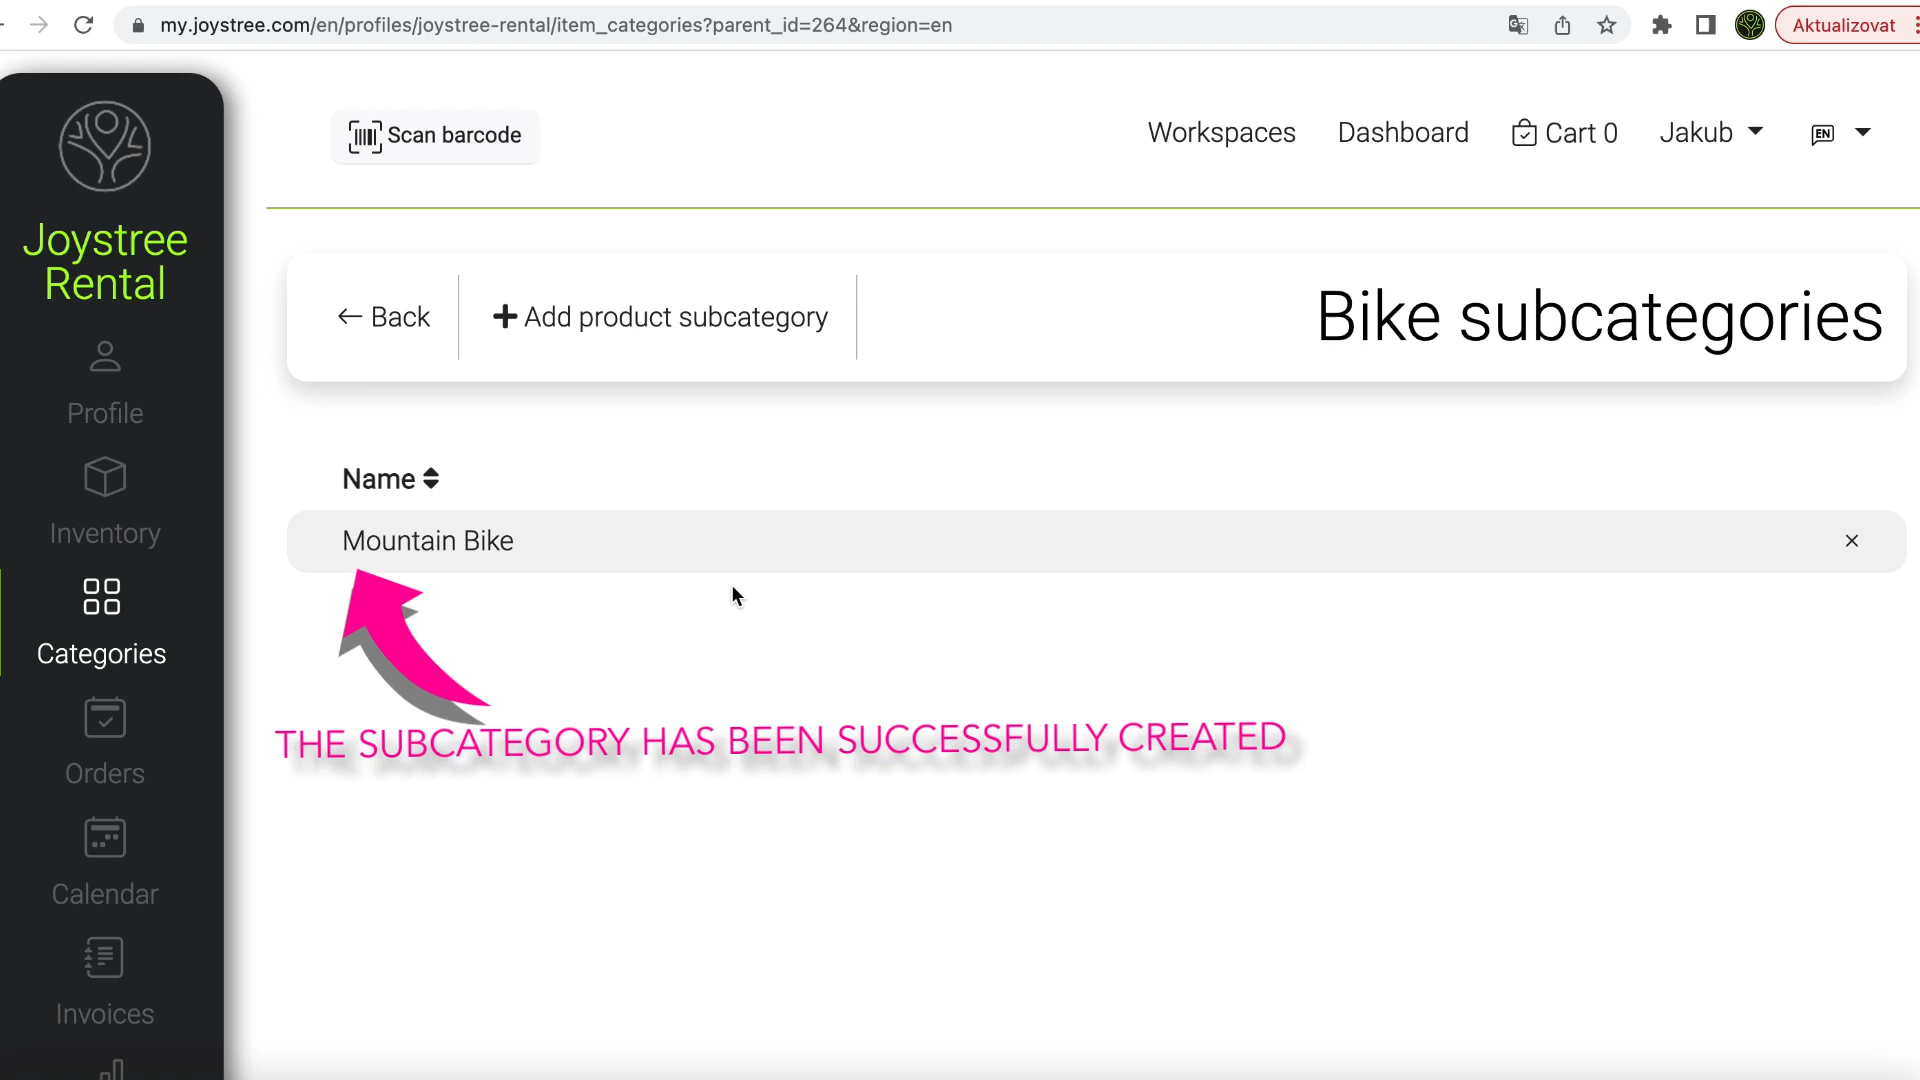 my.joystree.com/en/profiles/joystree-rental/item_categories?parent_id=264&region=en
Aktualizovat
Scan barcode
Workspaces
Dashboard
Cart 0
Jakub
EN
Joystree
Rental
Profile
Inventory
Categories
Orders
Calendar
Invoices
Back
Add product subcategory
Bike subcategories
Name
Mountain Bike
THE SUBCATEGORY HAS BEEN SUCCESSFULLY CREATED